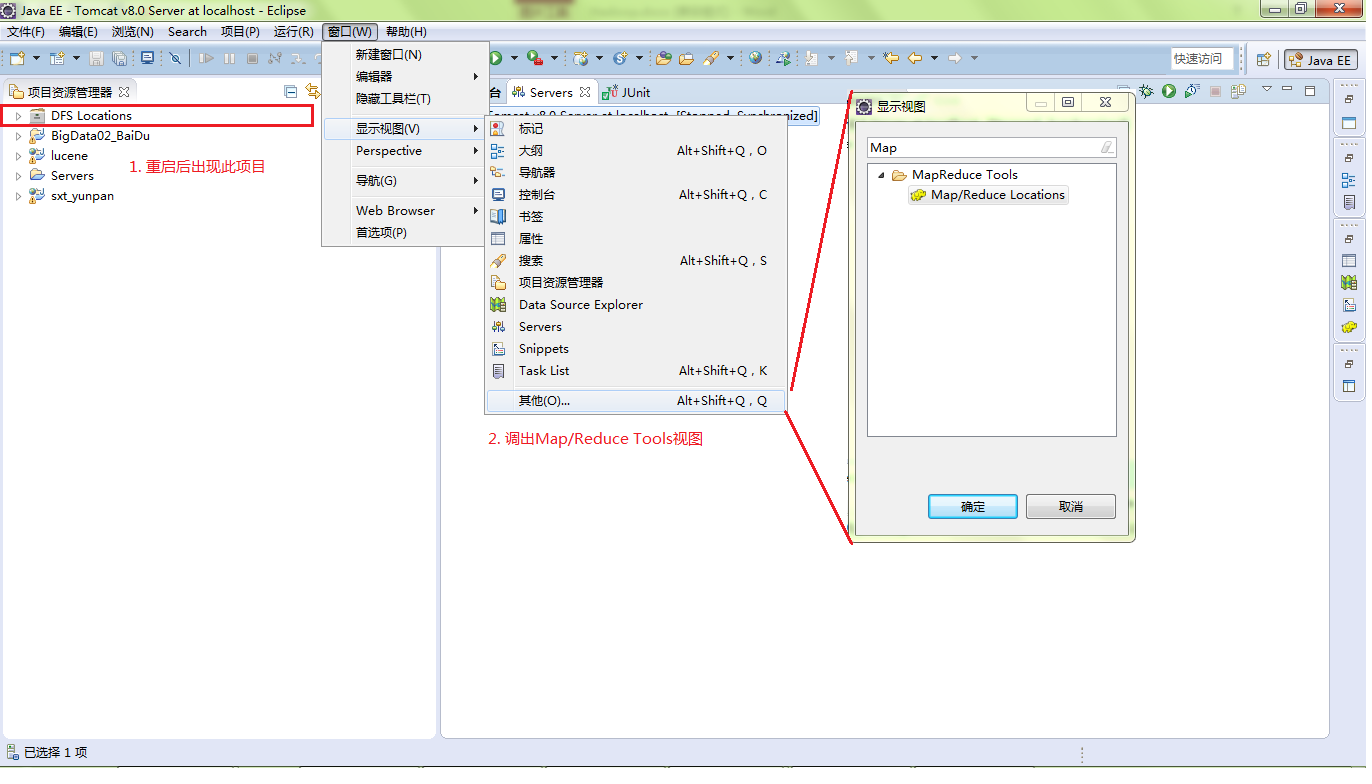 Java EE - Tomcat v8.0 Server at localhost - Eclipse
文件(F) 编辑(E) 浏览(N) Search 项目(P) 运行(R) 窗口(W) 帮助(H)
快速访问 Java EE
项目资源管理器
DFS Locations
BigData02_BaiDu
lucene
Servers
sxt_yunpan
1. 重启后出现此项目
新建窗口(N)
编辑器
隐藏工具栏(T)
显示视图(V)
Perspective
导航(G)
Web Browser
首选项(P)
台 Servers JUnit
Tomcat v8.0 Server at localhost [Stopped, Synchronized]
标记
大纲 Alt+Shift+Q，O
导航器
控制台 Alt+Shift+Q，C
书签
属性
搜索 Alt+Shift+Q，S
项目资源管理器
Data Source Explorer
Servers
Snippets
Task List Alt+Shift+Q，K
其他(O)... Alt+Shift+Q，Q
2. 调出Map/Reduce Tools视图
显示视图
Map
MapReduce Tools
Map/Reduce Locations
确定 取消
已选择 1 项